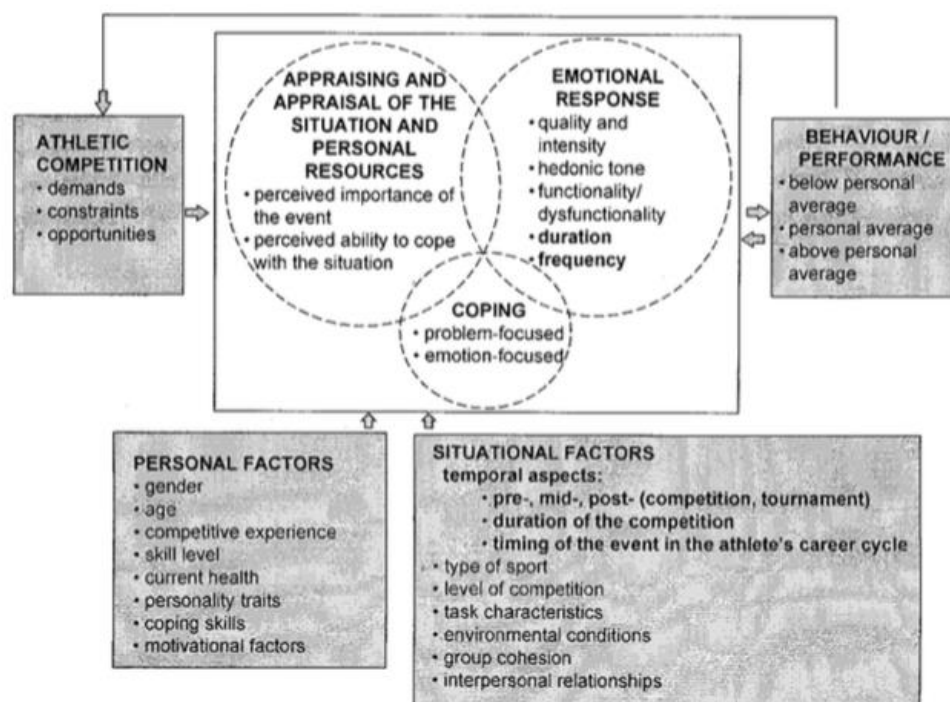 APPRAISING AND
APPRAISAL OF THE
SITUATION AND
PERSONAL
RESOURCES
• perceived importance of
the event
• perceived ability to cope
with the situation
EMOTIONAL
RESPONSE
• quality and
intensity
• hedonic tone
• functionality/
dysfunctionality
• duration
• frequency
ATHLETIC
COMPETITION
• demands
• constraints
• opportunities
BEHAVIOUR /
PERFORMANCE
• below personal
average
• personal average
• above personal
average
COPING
• problem-focused
• emotion-focused
PERSONAL FACTORS
• gender
• age
• competitive experience
• skill level
• current health
• personality traits
• coping skills
• motivational factors
SITUATIONAL FACTORS
temporal aspects:
• pre-, mid-, post- (competition, tournament)
• duration of the competition
• timing of the event in the athlete's career cycle
• type of sport
• level of competition
• task characteristics
• environmental conditions
• group cohesion
• interpersonal relationships